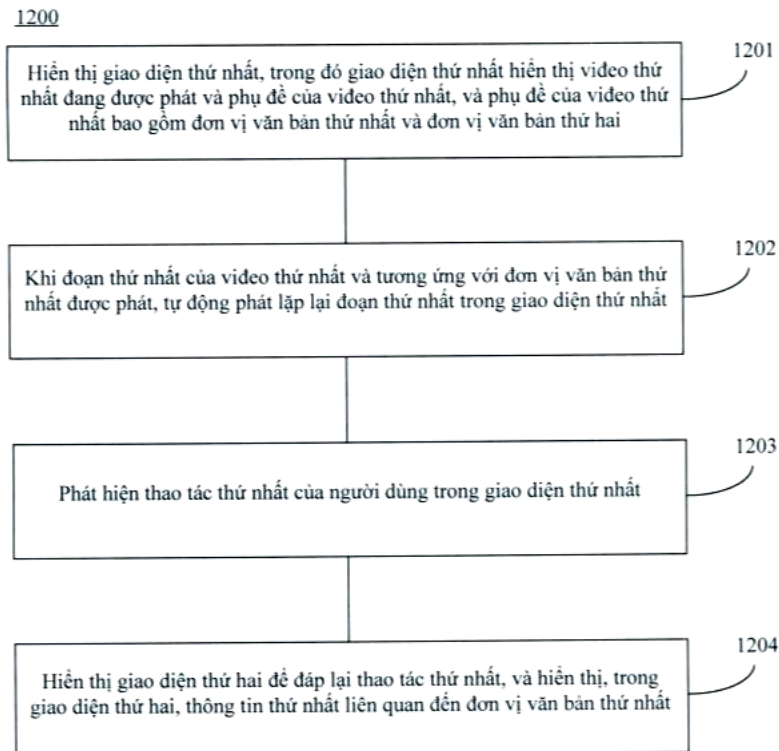 1200
1201
Hiển thị giao diện thứ nhất, trong đó giao diện thứ nhất hiển thị video thứ
nhất đang được phát và phụ đề của video thứ nhất, và phụ đề của video thứ
nhất bao gồm đơn vị văn bản thứ nhất và đơn vị văn bản thứ hai
1202
Khi đoạn thứ nhất của video thứ nhất và tương ứng với đơn vị văn bản thứ
nhất được phát, tự động phát lặp lại đoạn thứ nhất trong giao diện thứ nhất
1203
Phát hiện thao tác thứ nhất của người dùng trong giao diện thứ nhất
1204
Hiển thị giao diện thứ hai để đáp lại thao tác thứ nhất, và hiển thị, trong
giao diện thứ hai, thông tin thứ nhất liên quan đến đơn vị văn bản thứ nhất